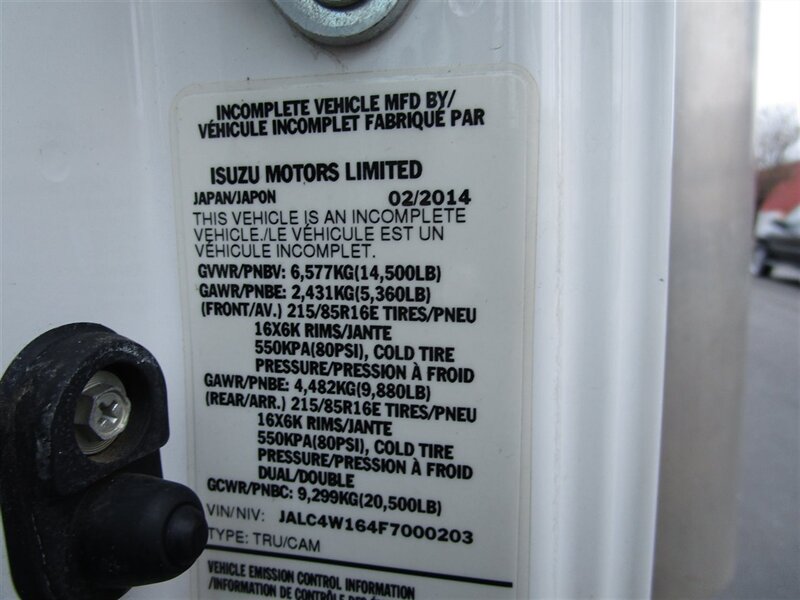 INCOMPLETE VEHICLE MFD BY/
VÉHICULE INCOMPLET FABRIQUÉ PAR
ISUZU MOTORS LIMITED
JAPAN/JAPON 02/2014
THIS VEHICLE IS AN INCOMPLETE
VEHICLE./LE VÉHICULE EST UN
VÉHICULE INCOMPLET.
GVWR/PNBV: 6,577KG(14,500LB)
GAWR/PNBE: 2,431KG(5,360LB)
(FRONT/AV.) 215/85R16E TIRES/PNEU
16X6K RIMS/JANTE
550KPA(80PSI), COLD TIRE
PRESSURE/PRESSION À FROID
GAWR/PNBE: 4,482KG(9,880LB)
(REAR/ARR.) 215/85R16E TIRES/PNEU
16X6K RIMS/JANTE
550KPA(80PSI), COLD TIRE
PRESSURE/PRESSION À FROID
DUAL/DOUBLE
GCWR/PNBC: 9,299KG(20,500LB)
VIN/NIV: JALC4W164F7000203
TYPE: TRU/CAM
VEHICLE EMISSION CONTROL INFORMATION
/INFORMATION DE CONTRÔLE DES